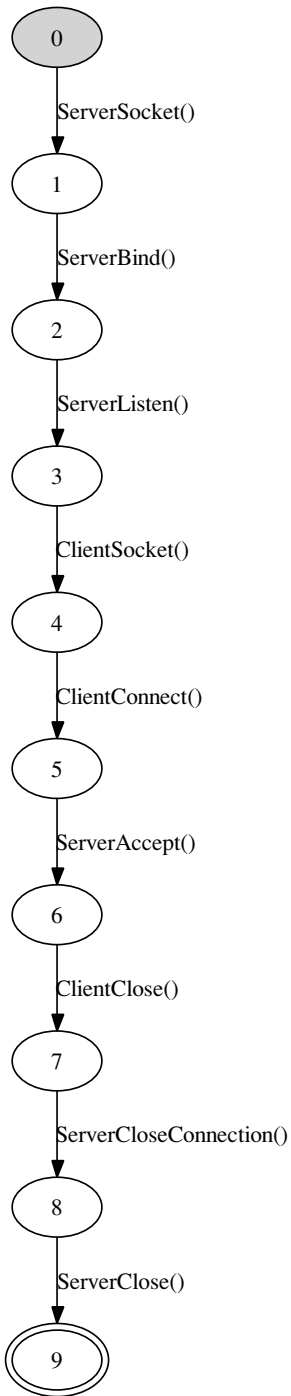 0
ServerSocket()
1
ServerBind()
2
ServerListen()
3
ClientSocket()
4
ClientConnect()
5
ServerAccept()
6
ClientClose()
7
ServerCloseConnection()
8
ServerClose()
9